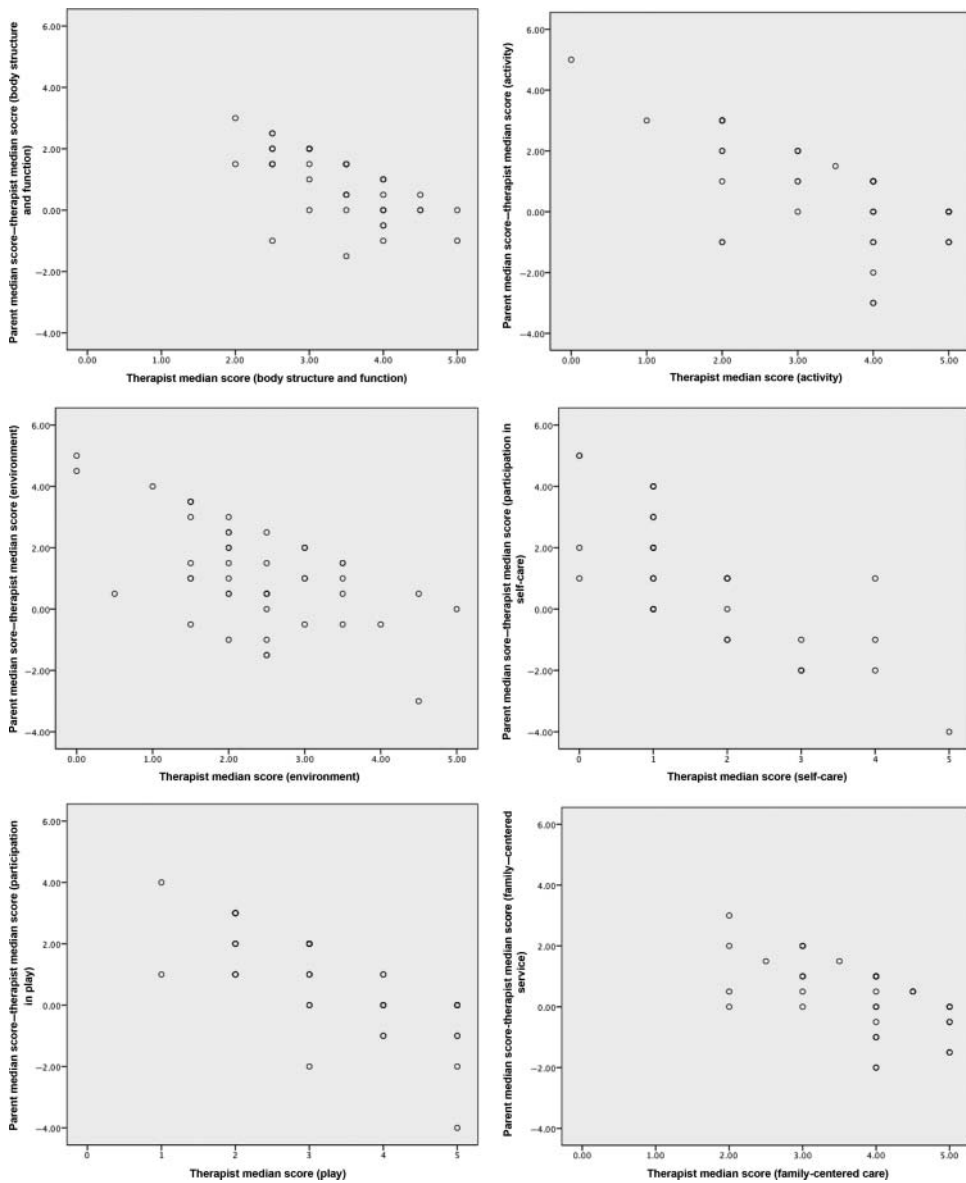 Parent median score—therapist median socre (body structure
and function)
6.00
4.00
2.00
0.00
−2.00
−4.00
0.00 1.00 2.00 3.00 4.00 5.00
Therapist median score (body structure and function)
Parent median score—therapist median score (activity)
6.00
4.00
2.00
0.00
−2.00
−4.00
0.00 1.00 2.00 3.00 4.00 5.00
Therapist median score (activity)
Parent median sore—therapist median score (environment)
6.00
4.00
2.00
0.00
−2.00
−4.00
0.00 1.00 2.00 3.00 4.00 5.00
Therapist median score (environment)
Parent median sore—therapist median score (participation in
self-care)
6.00
4.00
2.00
0.00
−2.00
−4.00
0 1 2 3 4 5
Therapist median score (self-care)
Parent median score—therapist median score (participation
in play)
6.00
4.00
2.00
0.00
−2.00
−4.00
0 1 2 3 4 5
Therapist median score (play)
Parent median score-therapist median score (family—centered
service)
6.00
4.00
2.00
0.00
−2.00
−4.00
0.00 1.00 2.00 3.00 4.00 5.00
Therapist median score (family-centered care)